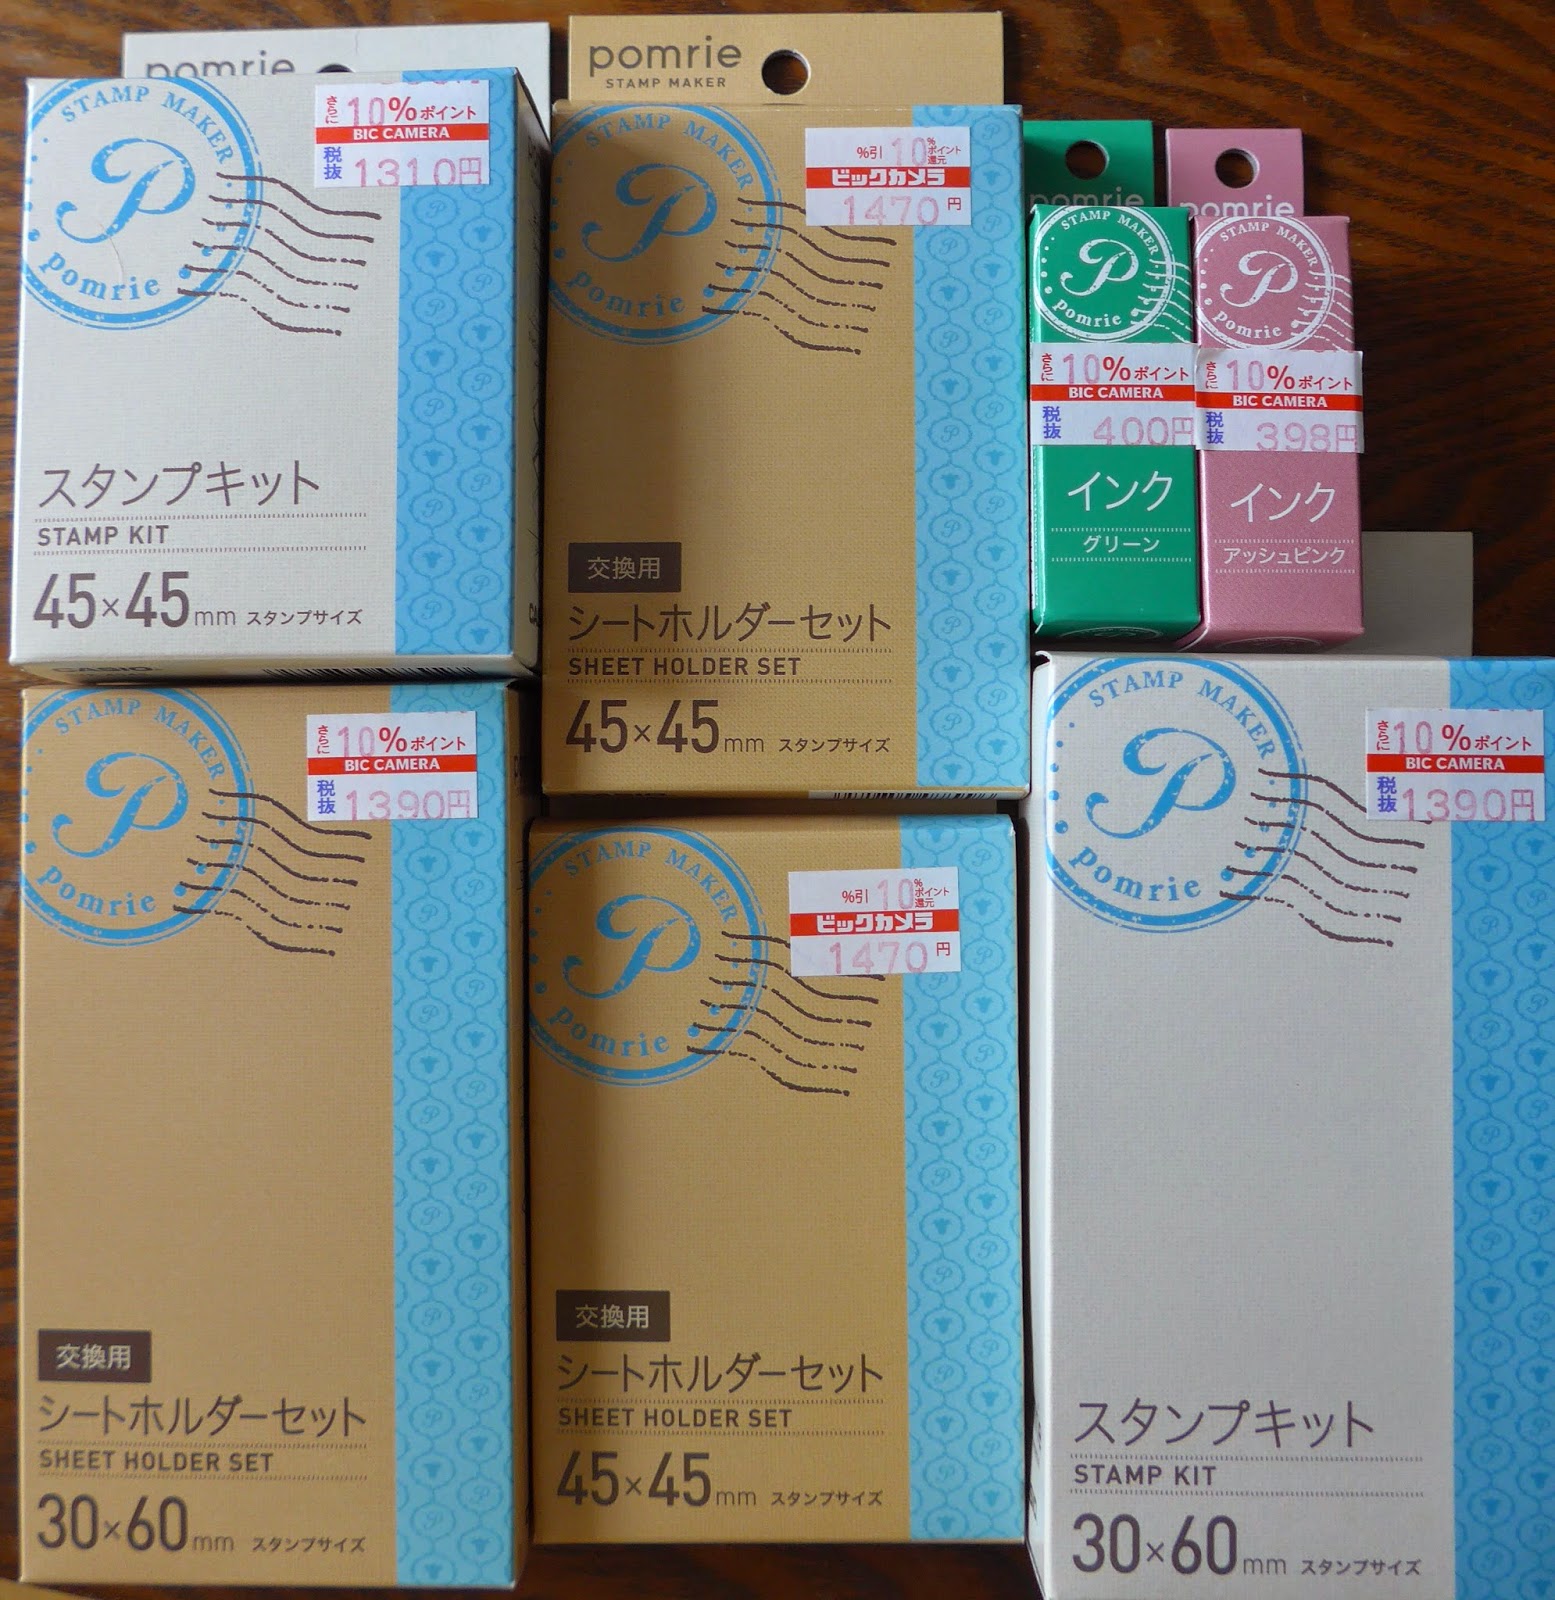 pomrie
STAMP MAKER
pomrie
さらに10%ポイント
BIC CAMERA
税抜1310円
スタンプキット
STAMP KIT
45×45mm スタンプサイズ
CASIO
pomrie
STAMP MAKER
STAMP MAKER
pomrie
%引 10%ポイント還元
ビックカメラ
1470円
交換用
シートホルダーセット
SHEET HOLDER SET
45×45mm スタンプサイズ
pomrie
STAMP MAKER
pomrie
さらに10%ポイント
BIC CAMERA
税抜 400円
インク
グリーン
pomrie
STAMP MAKER
pomrie
さらに10%ポイント
BIC CAMERA
税抜 398円
インク
アッシュピンク
STAMP MAKER
pomrie
さらに10%ポイント
BIC CAMERA
税抜1390円
交換用
シートホルダーセット
SHEET HOLDER SET
30×60mm スタンプサイズ
STAMP MAKER
pomrie
%引 10%ポイント還元
ビックカメラ
1470円
交換用
シートホルダーセット
SHEET HOLDER SET
45×45mm スタンプサイズ
STAMP MAKER
pomrie
さらに10%ポイント
BIC CAMERA
税抜1390円
スタンプキット
STAMP KIT
30×60mm スタンプサイズ